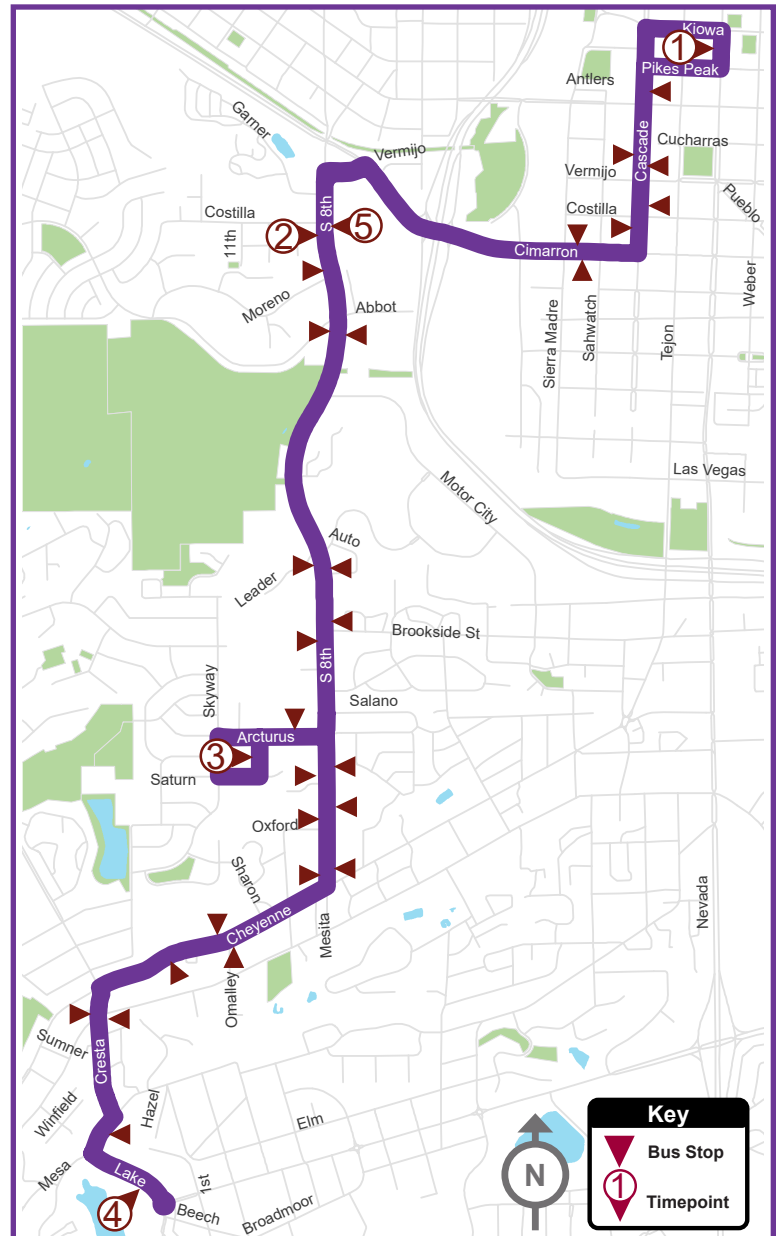 Kiowa
1
Pikes Peak
Antlers
Garner
Cascade
Cucharras
Vermijo
Vermijo
Pueblo
Costilla
S 8th
Costilla
2
5
11th
Cimarron
Weber
Moreno
Abbot
Sierra Madre
Sahwatch
Tejon
Las Vegas
Motor City
Auto
Leader
Brookside St
S 8th
Skyway
Salano
Arcturus
3
Saturn
Oxford
Sharon
Cheyenne
Mesita
Nevada
Omalley
Sumner
Cresta
Winfield
Hazel
Elm
Mesa
Lake
1st
4
Beech
Broadmoor
N
Key
Bus Stop
1
Timepoint